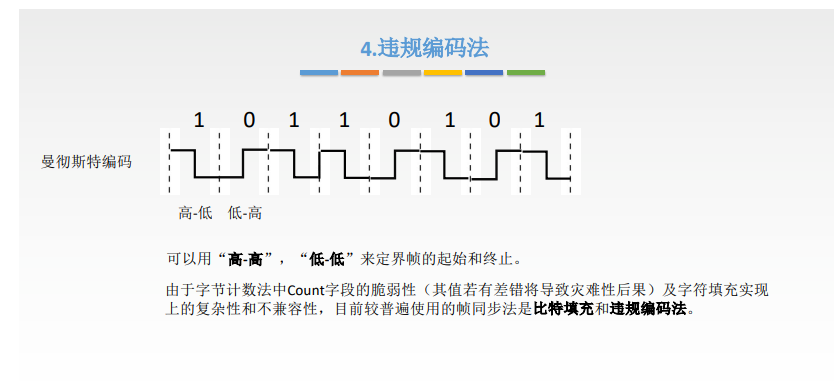 4.违规编码法
1 0 1 1 0 1 0 1
曼彻斯特编码
高-低 低-高
可以用“高-高”，“低-低”来定界帧的起始和终止。
由于字节计数法中Count字段的脆弱性（其值若有差错将导致灾难性后果）及字符填充实现
上的复杂性和不兼容性，目前较普遍使用的帧同步法是比特填充和违规编码法。